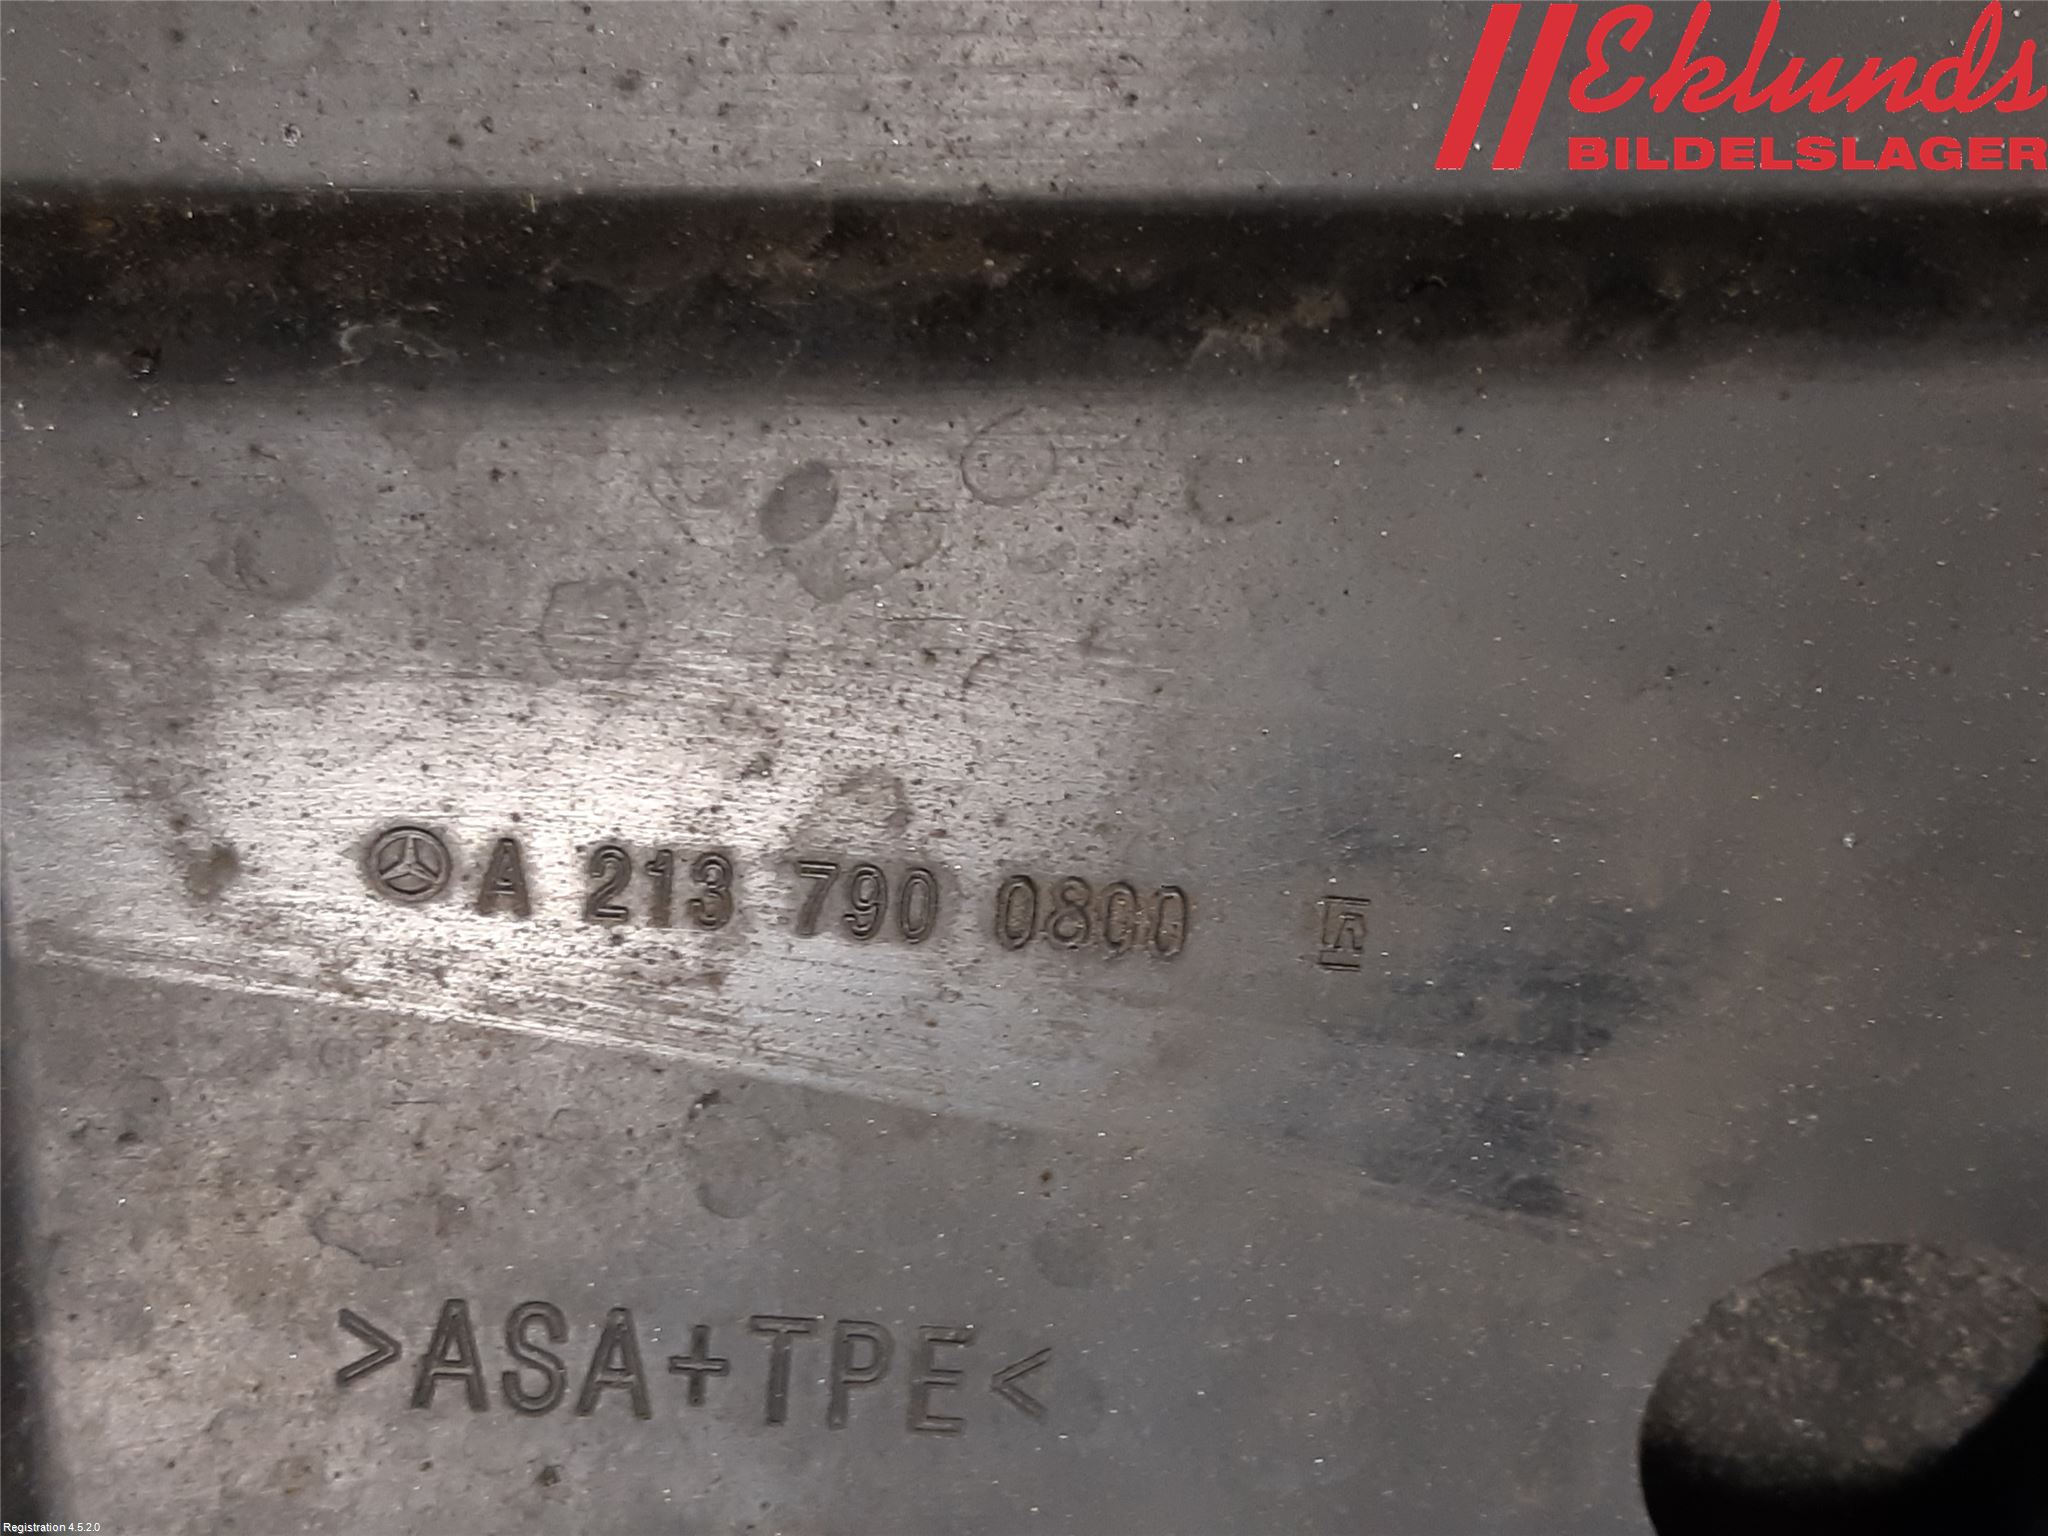 Eklunds
BILDELSLAGER
A 213 790 0800
>ASA+TPE<
Registration 4.5.2.0